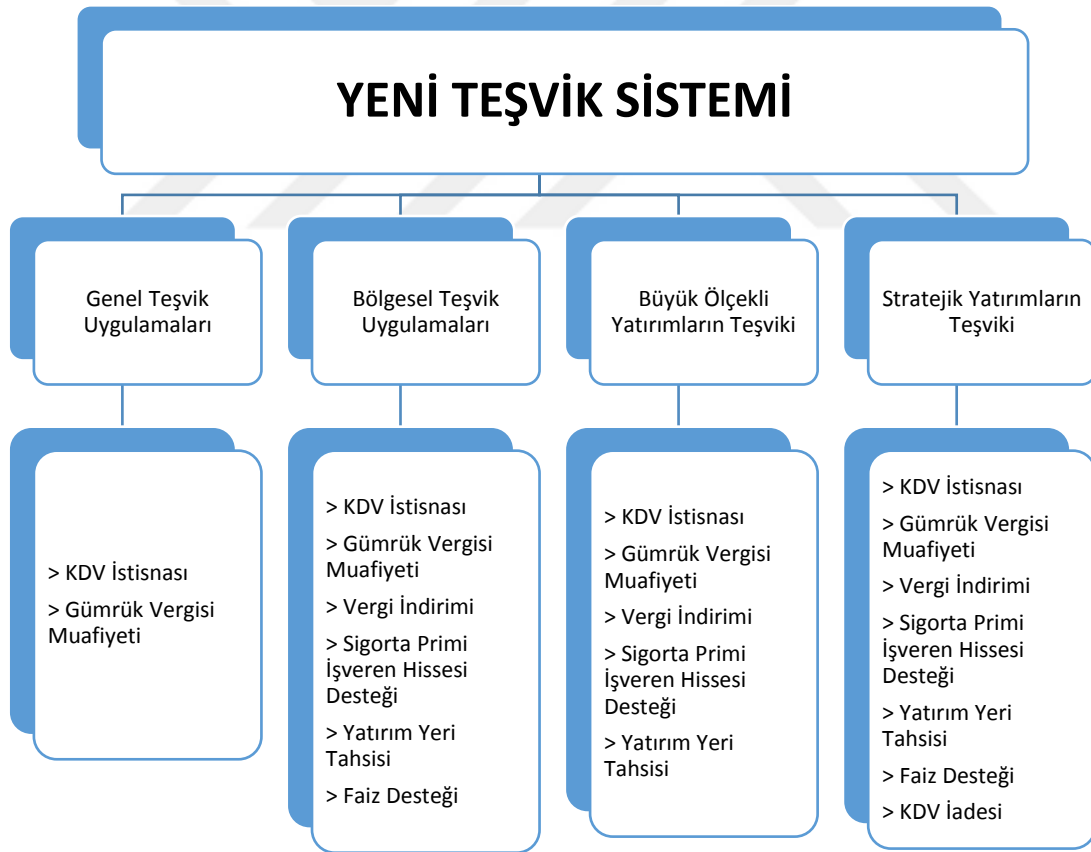 YENİ TEŞVİK SİSTEMİ
Genel Teşvik
Uygulamaları
Bölgesel Teşvik
Uygulamaları
Büyük Ölçekli
Yatırımların Teşviki
Stratejik Yatırımların
Teşviki
> KDV İstisnası
> Gümrük Vergisi
Muafiyeti
> KDV İstisnası
> Gümrük Vergisi
Muafiyeti
> Vergi İndirimi
> Sigorta Primi
İşveren Hissesi
Desteği
> Yatırım Yeri
Tahsisi
> Faiz Desteği
> KDV İstisnası
> Gümrük Vergisi
Muafiyeti
> Vergi İndirimi
> Sigorta Primi
İşveren Hissesi
Desteği
> Yatırım Yeri
Tahsisi
> KDV İstisnası
> Gümrük Vergisi
Muafiyeti
> Vergi İndirimi
> Sigorta Primi
İşveren Hissesi
Desteği
> Yatırım Yeri
Tahsisi
> Faiz Desteği
> KDV İadesi